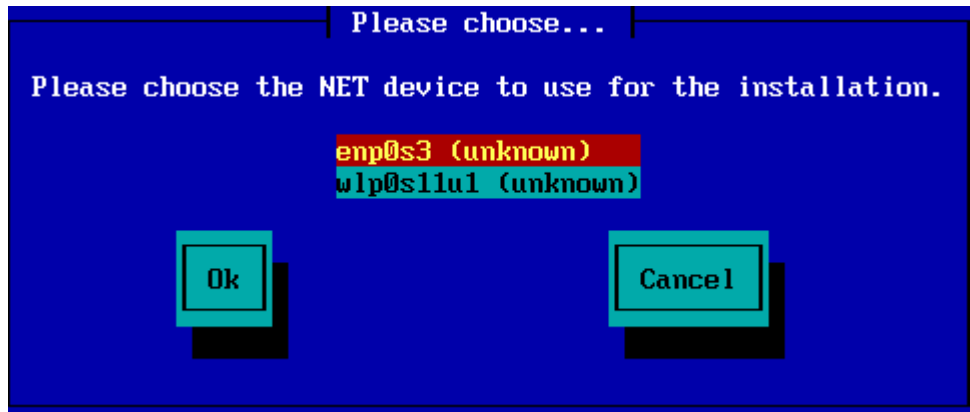 Please choose...
Please choose the NET device to use for the installation.
enp0s3 (unknown)
wlp0s11u1 (unknown)
Ok
Cancel